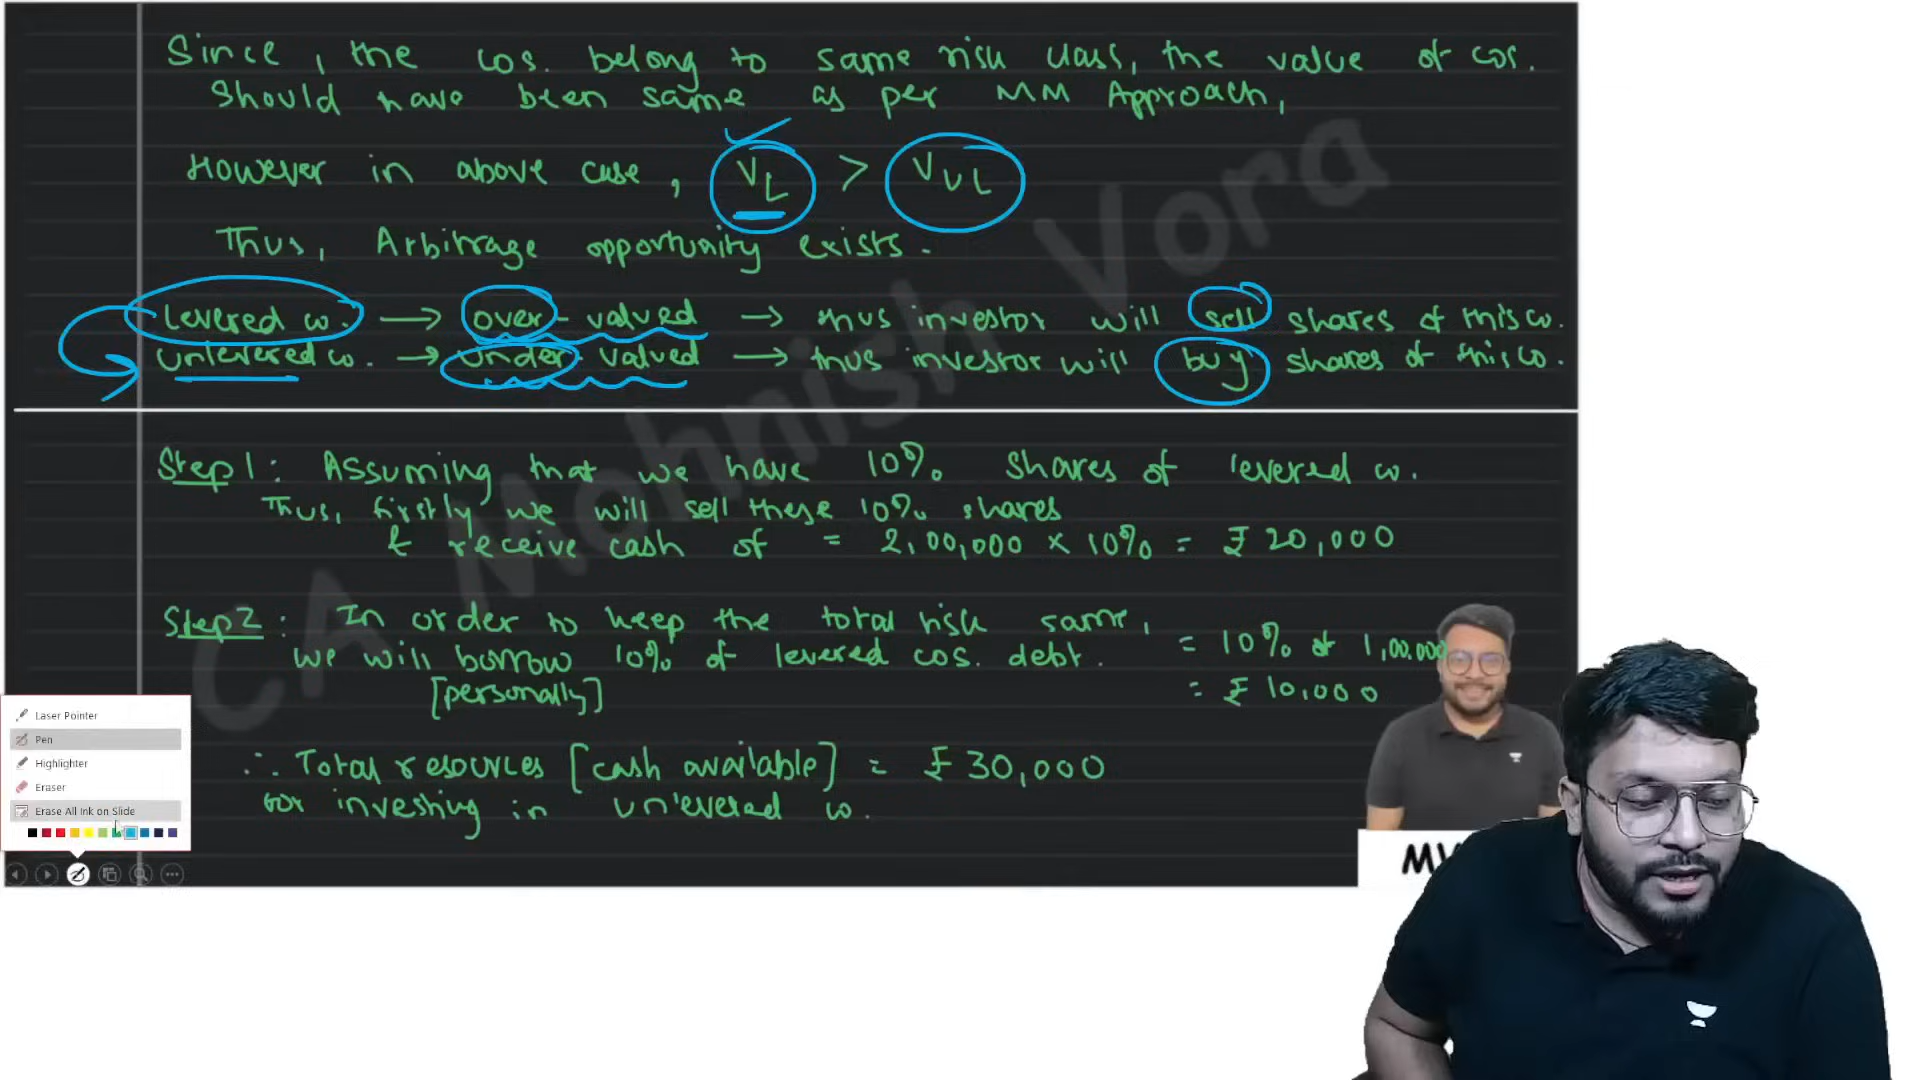 Since, the cos. belong to same risk class, the value of cos.
should have been same as per MM Approach,
However in above case, VL > VUL
Thus, Arbitrage opportunity exists.
Levered co. → over-valued → thus investor will sell shares of this co.
Unlevered co. → under-valued → thus investor will buy shares of this co.
Step 1: Assuming that we have 10% shares of levered co.
Thus, firstly we will sell these 10% shares
& receive cash of = 2,00,000 × 10% = ₹ 20,000
Step 2: In order to keep the total risk same,
we will borrow 10% of levered cos. debt.
[personally]
= 10% of 1,00,000
= ₹ 10,000
∴ Total resources [cash available] = ₹ 30,000
for investing in unlevered co.
CA Mohnish Vora
Laser Pointer
Pen
Highlighter
Eraser
Erase All Ink on Slide